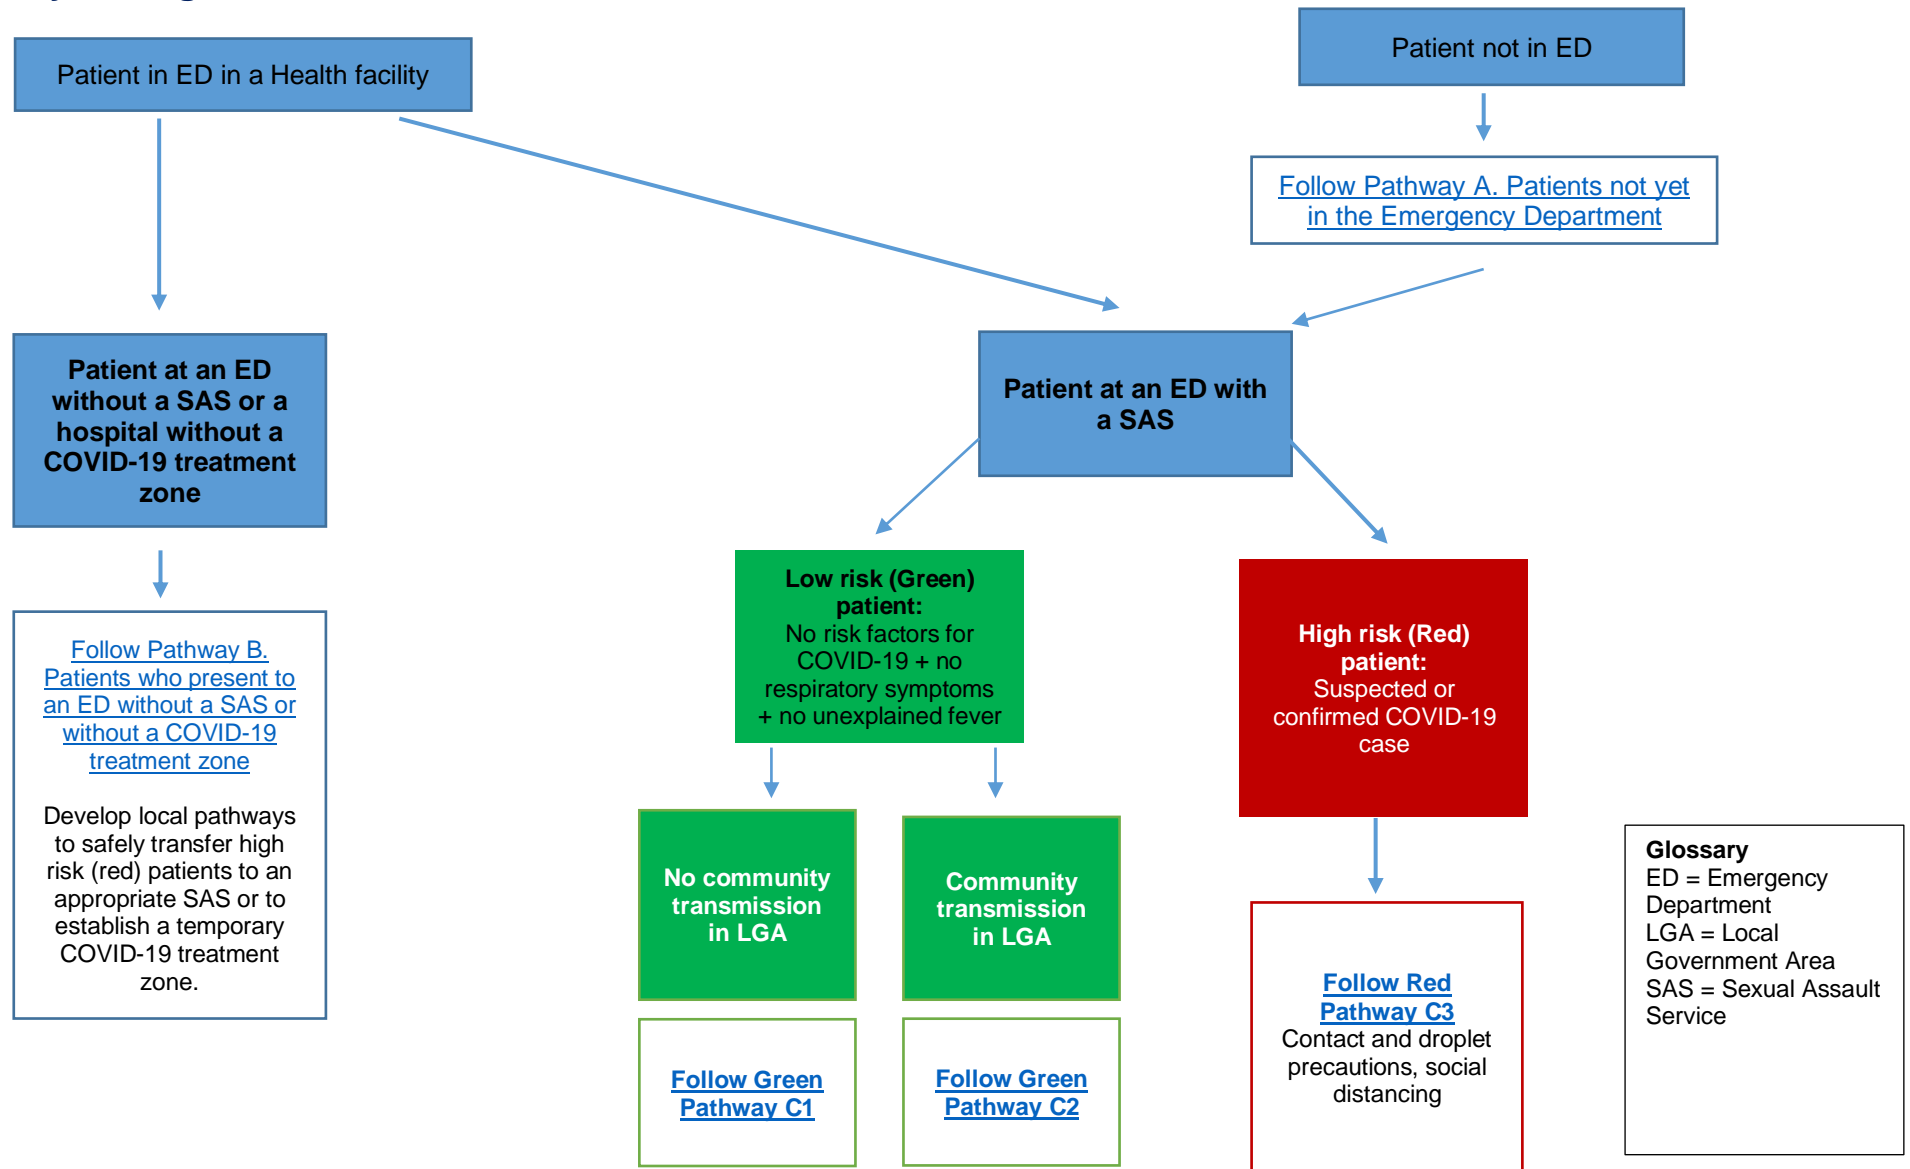 Patient in ED in a Health facility
Patient not in ED
Follow Pathway A. Patients not yet
in the Emergency Department
Patient at an ED
without a SAS or a
hospital without a
COVID-19 treatment
zone
Patient at an ED with
a SAS
Follow Pathway B.
Patients who present to
an ED without a SAS or
without a COVID-19
treatment zone
Develop local pathways
to safely transfer high
risk (red) patients to an
appropriate SAS or to
establish a temporary
COVID-19 treatment
zone.
Low risk (Green)
patient:
No risk factors for
COVID-19 + no
respiratory symptoms
+ no unexplained fever
High risk (Red)
patient:
Suspected or
confirmed COVID-19
case
No community
transmission
in LGA
Community
transmission
in LGA
Follow Green
Pathway C1
Follow Green
Pathway C2
Follow Red
Pathway C3
Contact and droplet
precautions, social
distancing
Glossary
ED = Emergency
Department
LGA = Local
Government Area
SAS = Sexual Assault
Service